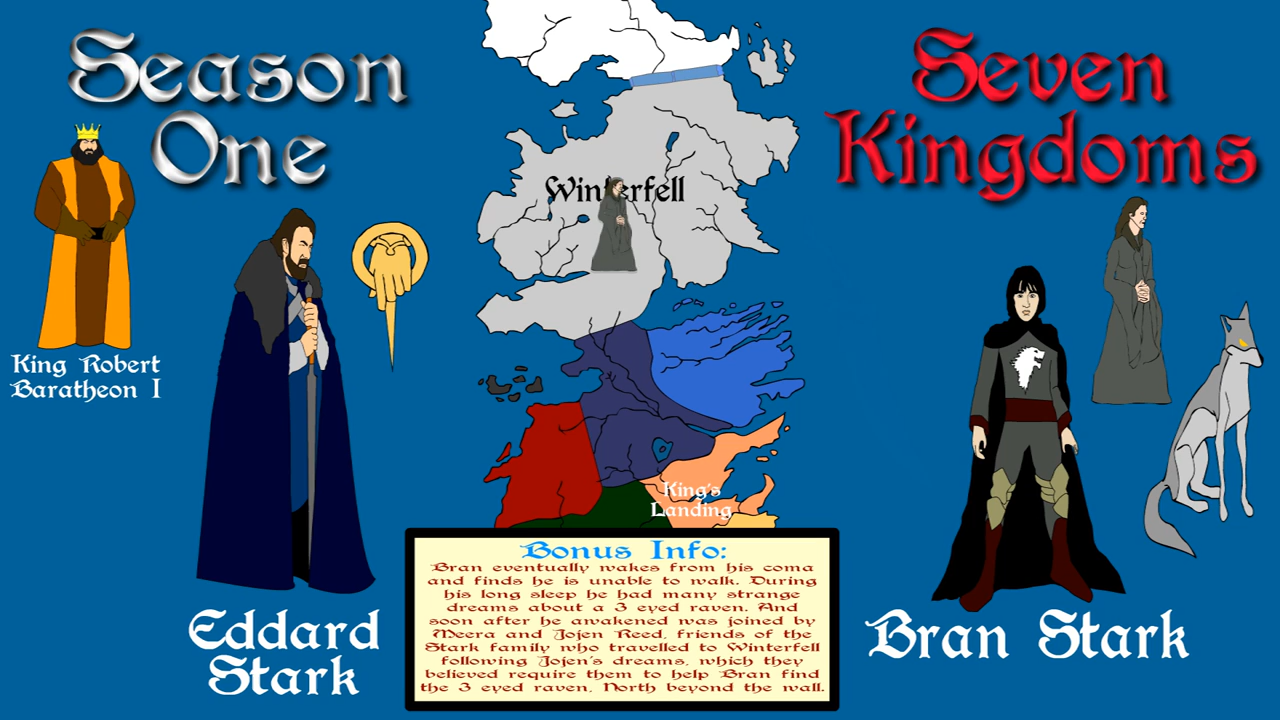 Season
One
Seven
Kingdoms
King Robert
Baratheon I
Winterfell
King's
Landing
Eddard
Stark
Bran Stark
Bonus Info:
Bran eventually wakes from his coma
and finds he is unable to walk. During
his long sleep he had many strange
dreams about a 3 eyed raven. And
soon after he awakened was joined by
Meera and Jojen Reed, friends of the
Stark family who travelled to Winterfell
following Jojen's dreams, which they
believed require them to help Bran find
the 3 eyed raven, North beyond the wall.